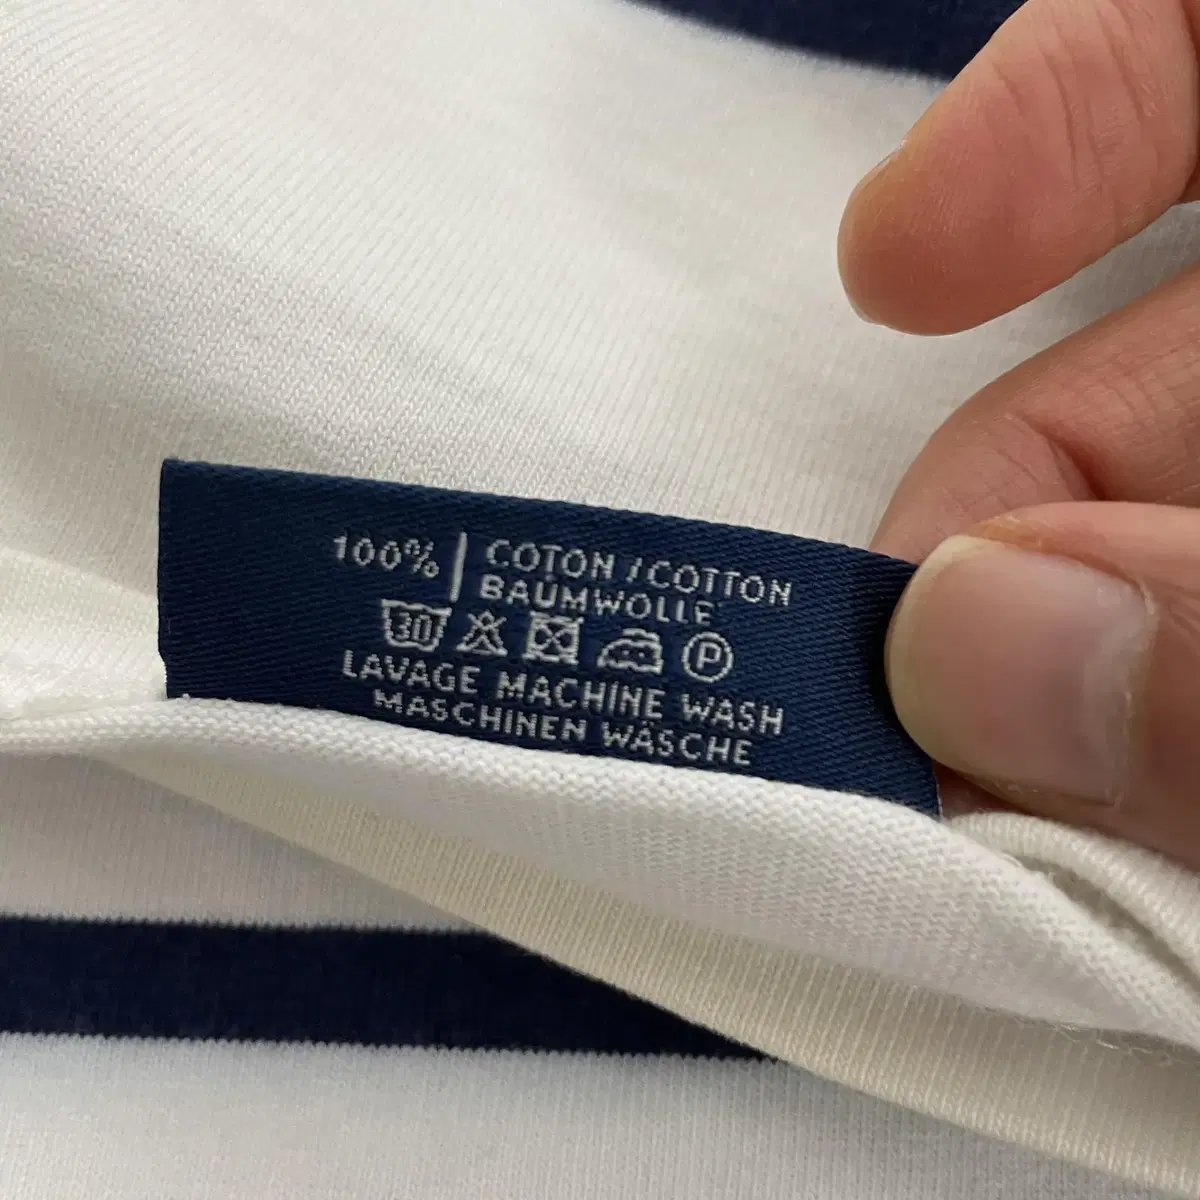 100% | COTON / COTTON
BAUMWOLLE
30 P
LAVAGE MACHINE WASH
MASCHINEN WÄSCHE